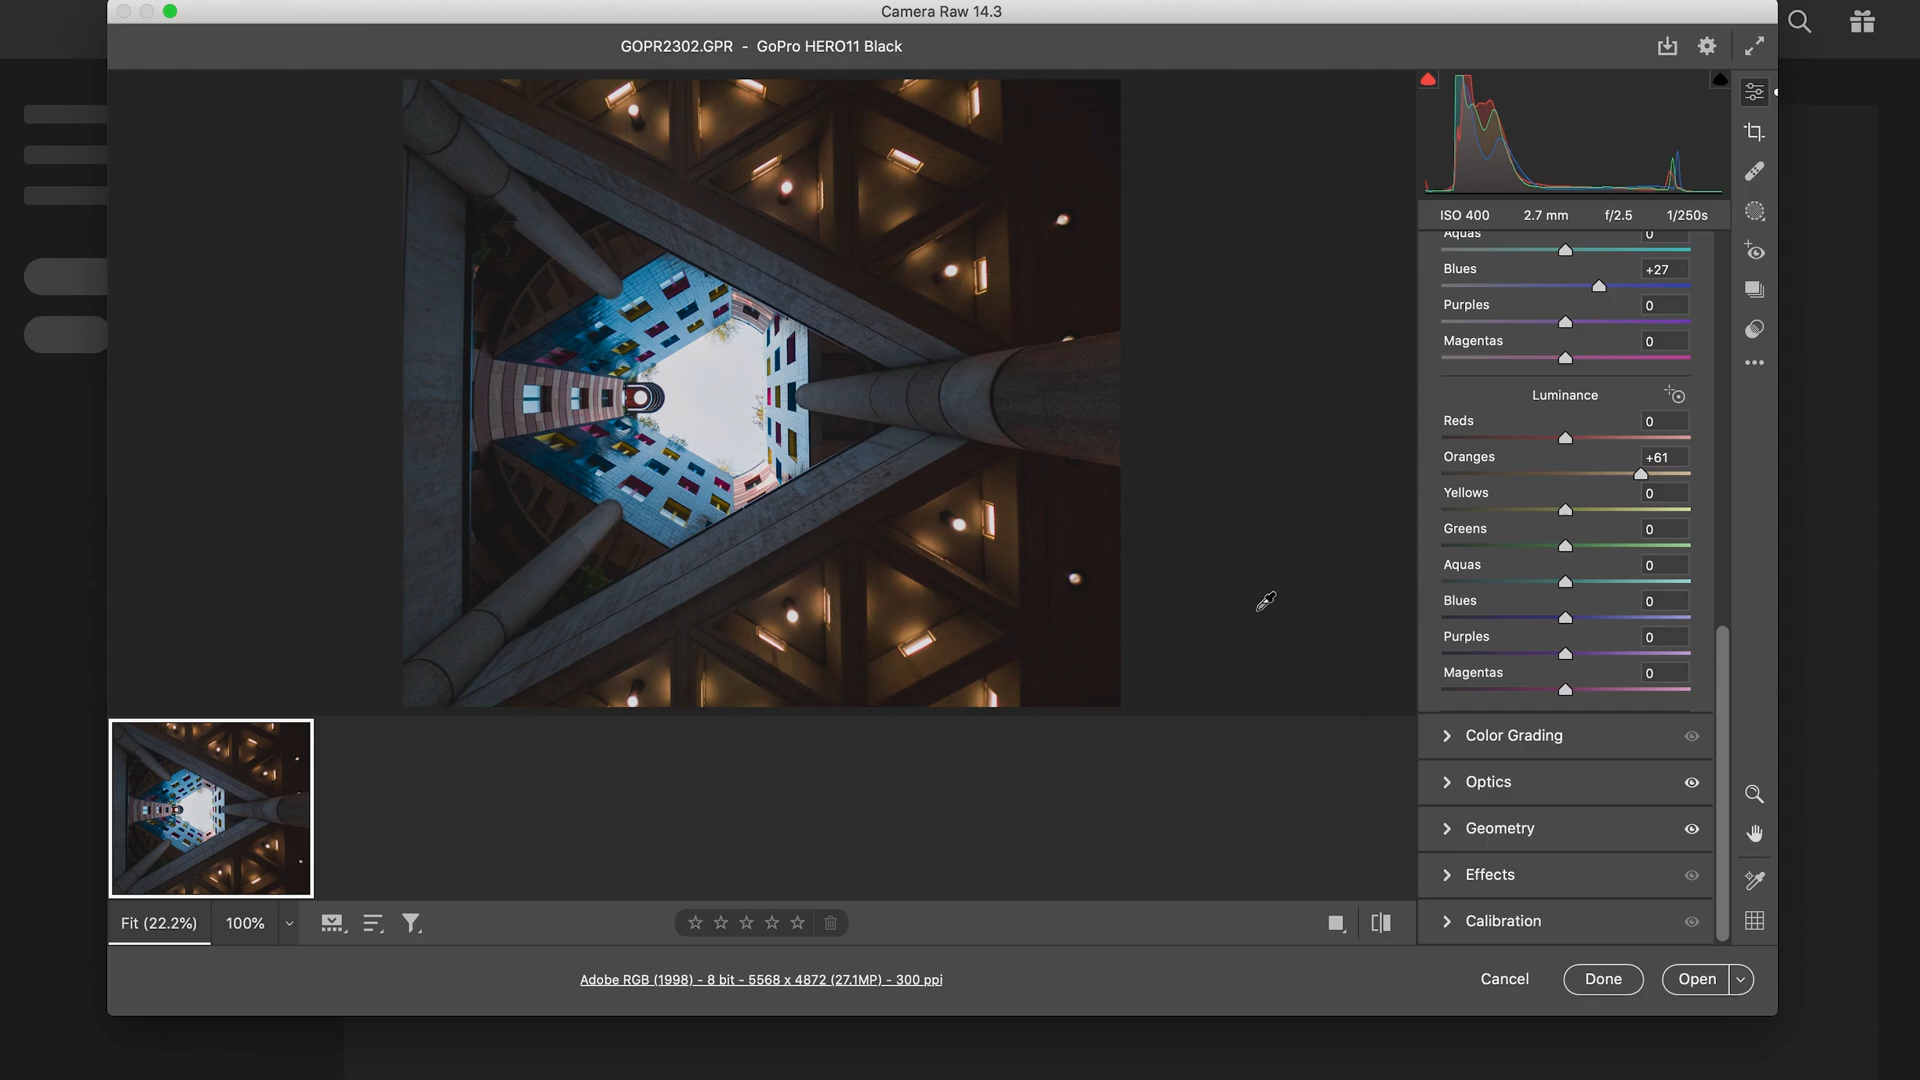 Camera Raw 14.3
GOPR2302.GPR - GoPro HERO11 Black
ISO 400 2.7 mm f/2.5 1/250s
Aquas 0
Blues +27
Purples 0
Magentas 0
Luminance
Reds 0
Oranges +61
Yellows 0
Greens 0
Aquas 0
Blues 0
Purples 0
Magentas 0
Color Grading
Optics
Geometry
Effects
Calibration
Fit (22.2%) 100%
Adobe RGB (1998) - 8 bit - 5568 x 4872 (27.1MP) - 300 ppi
Cancel Done Open